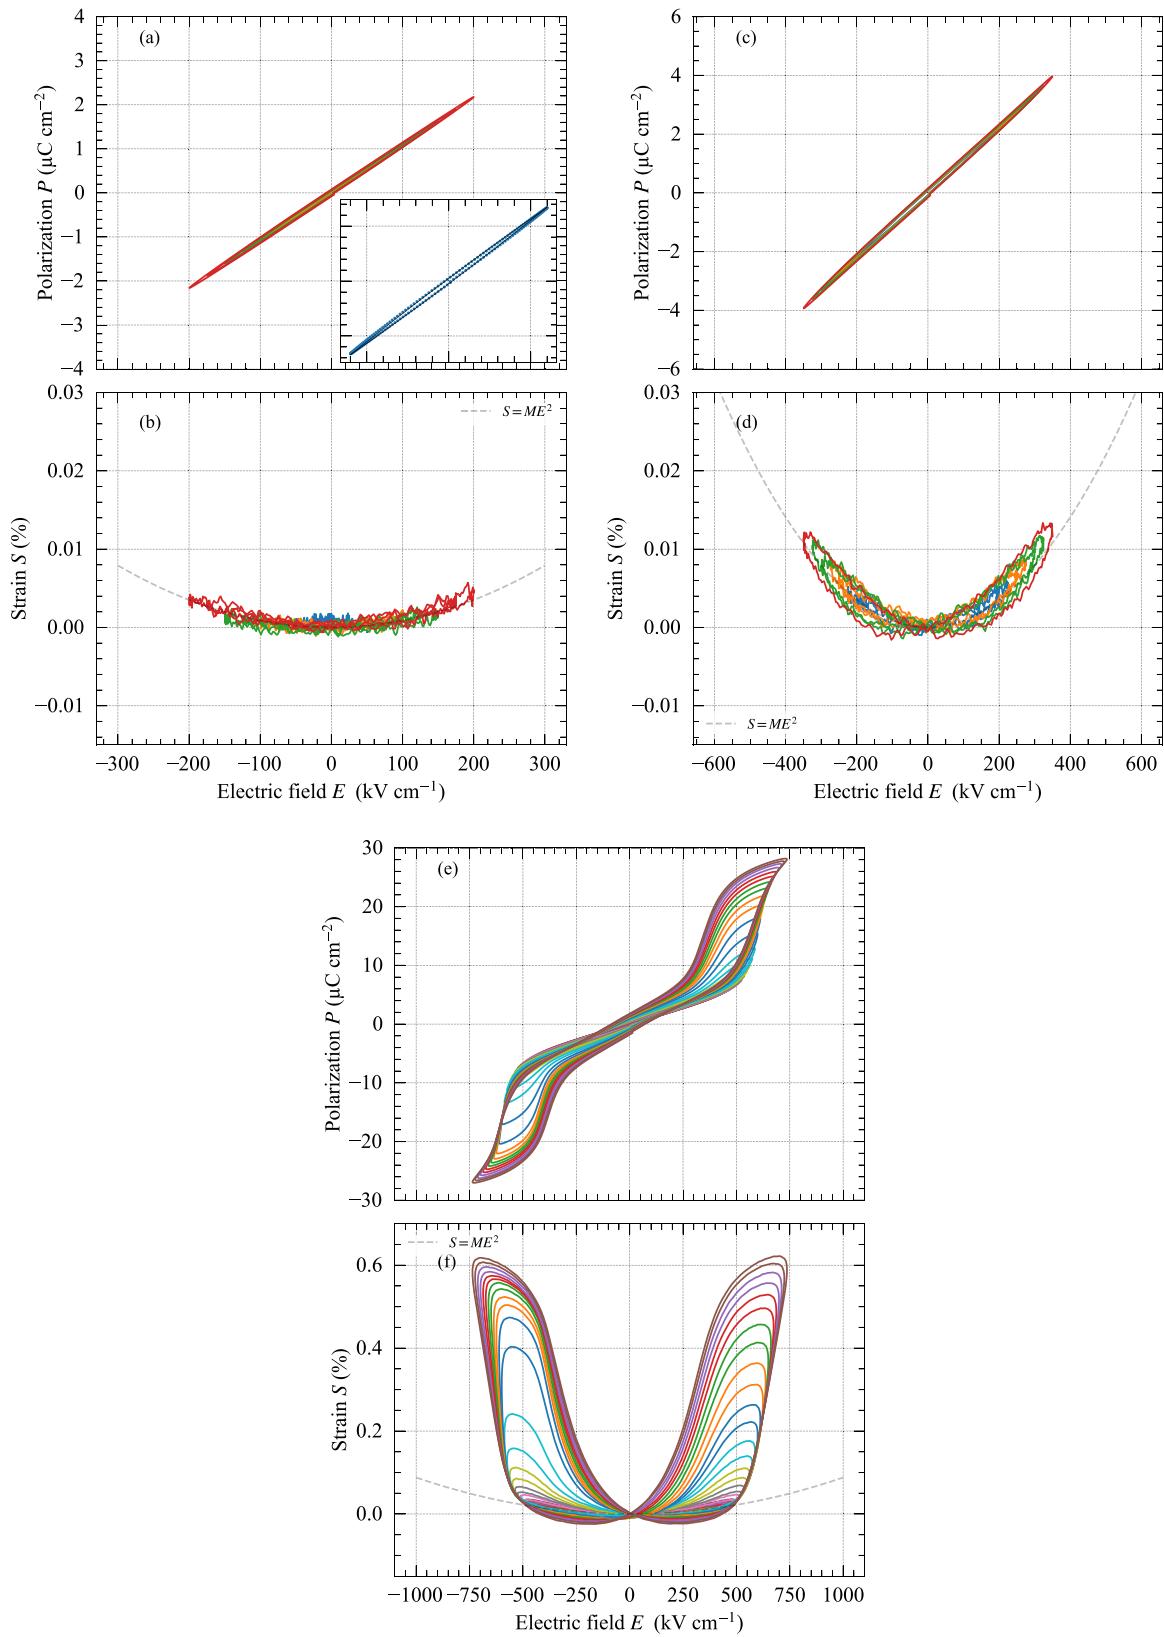 (a)
4
3
2
1
0
−1
−2
−3
−4
Polarization P (μC cm−2)
(c)
6
4
2
0
−2
−4
−6
Polarization P (μC cm−2)
(b)
S=ME2
0.03
0.02
0.01
0.00
−0.01
Strain S (%)
−300 −200 −100 0 100 200 300
Electric field E (kV cm−1)
(d)
0.03
0.02
0.01
0.00
−0.01
Strain S (%)
S=ME2
−600 −400 −200 0 200 400 600
Electric field E (kV cm−1)
(e)
30
20
10
0
−10
−20
−30
Polarization P (μC cm−2)
S=ME2
(f)
0.6
0.4
0.2
0.0
Strain S (%)
−1000 −750 −500 −250 0 250 500 750 1000
Electric field E (kV cm−1)